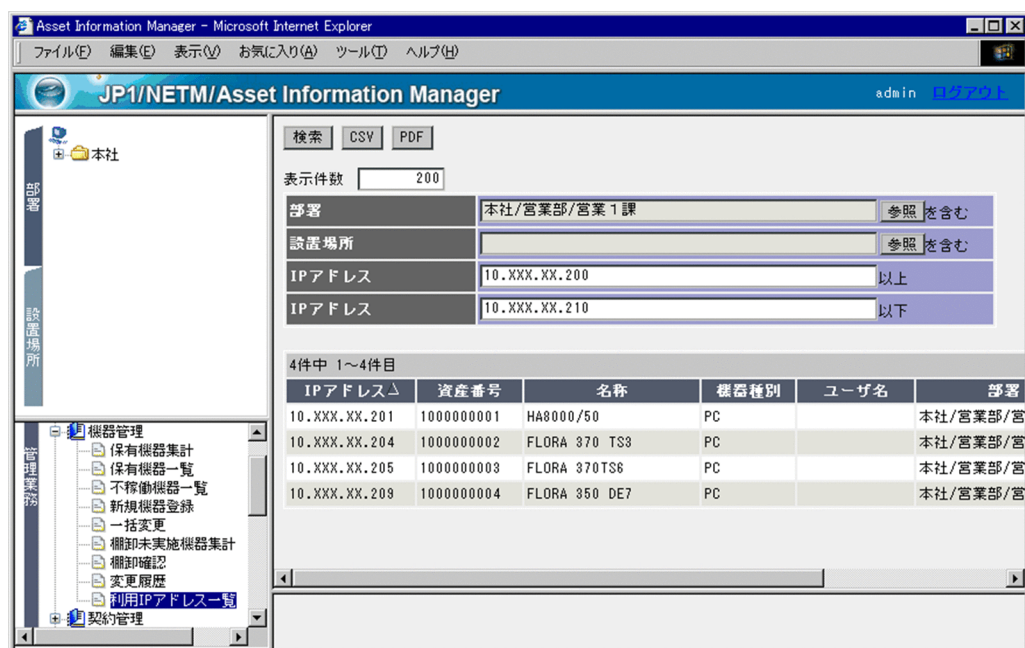 Asset Information Manager - Microsoft Internet Explorer
ファイル(F) 編集(E) 表示(V) お気に入り(A) ツール(T) ヘルプ(H)
JP1/NETM/Asset Information Manager
admin ログアウト
部署
本社
設置場所
検索 CSV PDF
表示件数 200
部署 本社/営業部/営業1課 参照 を含む
設置場所 参照 を含む
IPアドレス 10.XXX.XX.200 以上
IPアドレス 10.XXX.XX.210 以下
4件中 1～4件目
IPアドレス△ 資産番号 名称 機器種別 ユーザ名 部署
10.XXX.XX.201 1000000001 HA8000/50 PC 本社/営業部/営
10.XXX.XX.204 1000000002 FLORA 370 TS3 PC 本社/営業部/営
10.XXX.XX.205 1000000003 FLORA 370TS6 PC 本社/営業部/営
10.XXX.XX.209 1000000004 FLORA 350 DE7 PC 本社/営業部/営
管理業務
機器管理
保有機器集計
保有機器一覧
不稼働機器一覧
新規機器登録
一括変更
棚卸未実施機器集計
棚卸確認
変更履歴
利用IPアドレス一覧
契約管理